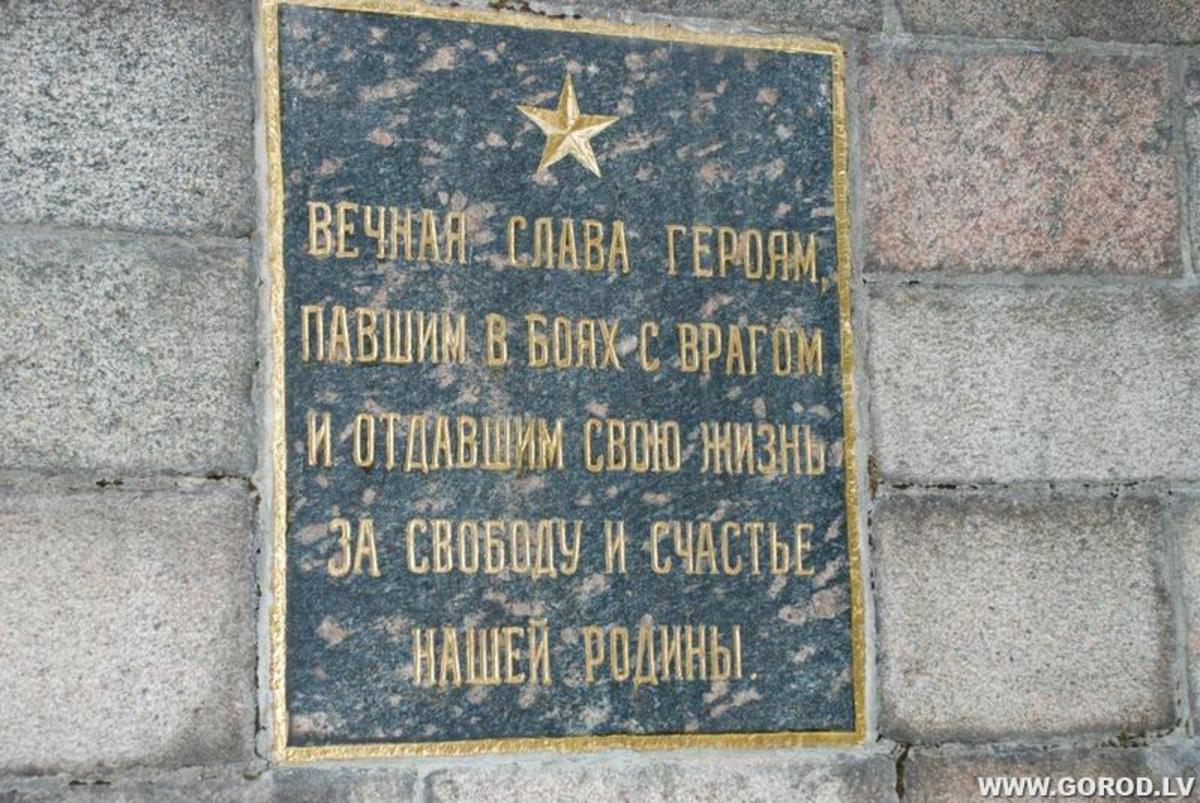 ВЕЧНАЯ СЛАВА ГЕРОЯМ,
ПАВШИМ В БОЯХ С ВРАГОМ
И ОТДАВШИМ СВОЮ ЖИЗНЬ
ЗА СВОБОДУ И СЧАСТЬЕ
НАШЕЙ РОДИНЫ.
WWW.GOROD.LV